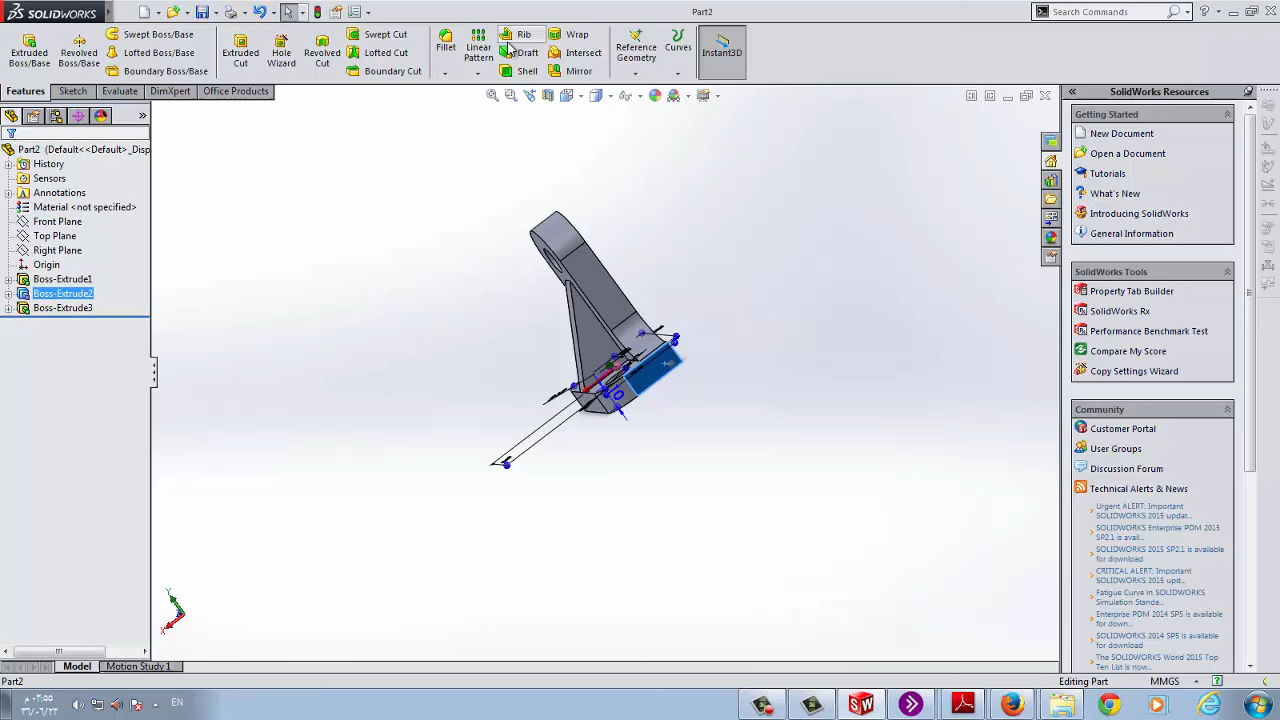 SOLIDWORKS
Part2
Search Commands
Extruded Boss/Base
Revolved Boss/Base
Swept Boss/Base
Lofted Boss/Base
Boundary Boss/Base
Extruded Cut
Hole Wizard
Revolved Cut
Swept Cut
Lofted Cut
Boundary Cut
Fillet
Linear Pattern
Rib
Draft
Shell
Wrap
Intersect
Mirror
Reference Geometry
Curves
Instant3D
Features
Sketch
Evaluate
DimXpert
Office Products
Part2 (Default<<Default>_Disp
History
Sensors
Annotations
Material <not specified>
Front Plane
Top Plane
Right Plane
Origin
Boss-Extrude1
Boss-Extrude2
Boss-Extrude3
10
Y
X
SolidWorks Resources
Getting Started
New Document
Open a Document
Tutorials
What's New
Introducing SolidWorks
General Information
SolidWorks Tools
Property Tab Builder
SolidWorks Rx
Performance Benchmark Test
Compare My Score
Copy Settings Wizard
Community
Customer Portal
User Groups
Discussion Forum
Technical Alerts & News
Urgent ALERT: Important
SOLIDWORKS 2015 updat...
SOLIDWORKS Enterprise PDM 2015
SP2.1 is avail...
SOLIDWORKS 2015 SP2.1 is available
for download
CRITICAL ALERT: Important
SOLIDWORKS 2015 upd...
Fatigue Curve in SOLIDWORKS
Simulation Standa...
Enterprise PDM 2014 SP5 is available
for down...
SOLIDWORKS 2014 SP5 is available
for downlo...
The SOLIDWORKS World 2015 Top
Ten List is now...
Model
Motion Study 1
Part2
Editing Part
MMGS
EN